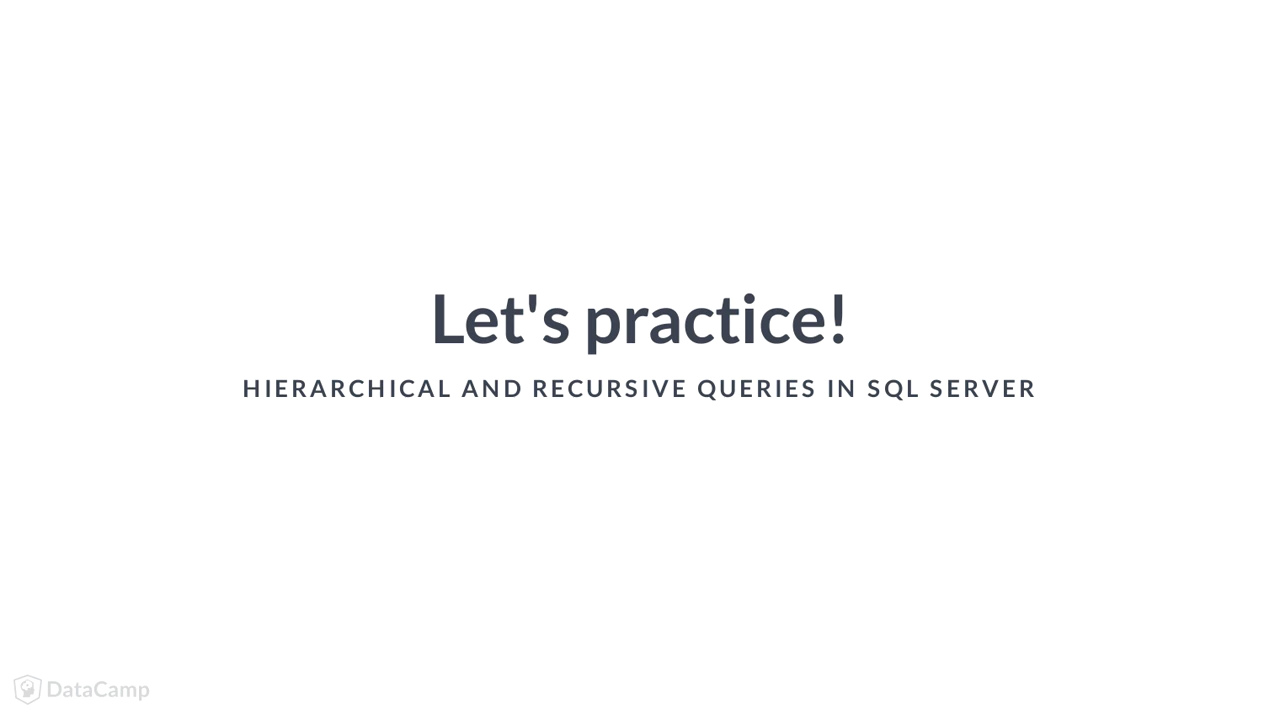 Let's practice!
HIERARCHICAL AND RECURSIVE QUERIES IN SQL SERVER
DataCamp